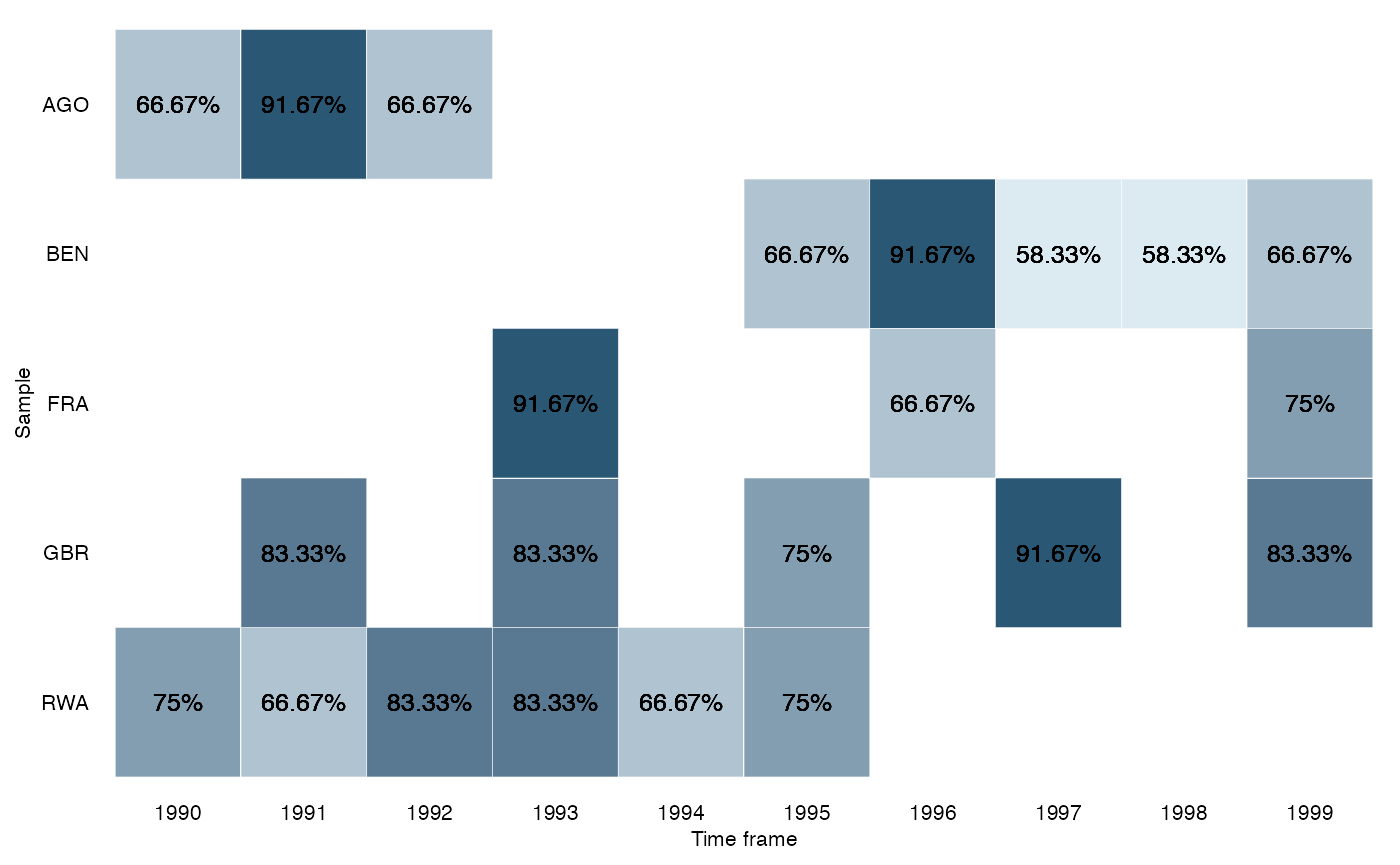 AGO 66.67% 91.67% 66.67%
BEN 66.67% 91.67% 58.33% 58.33% 66.67%
Sample
FRA 91.67% 66.67% 75%
GBR 83.33% 83.33% 75% 91.67% 83.33%
RWA 75% 66.67% 83.33% 83.33% 66.67% 75%
1990 1991 1992 1993 1994 1995 1996 1997 1998 1999
Time frame